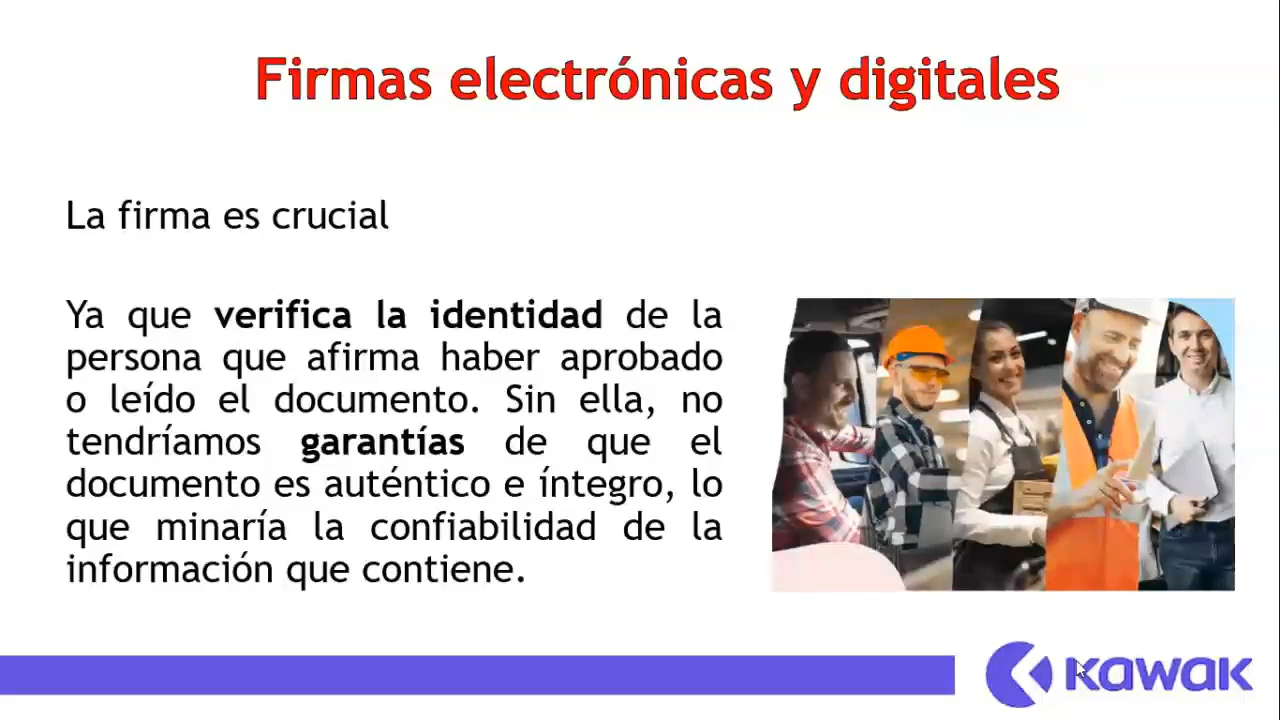 Firmas electrónicas y digitales
La firma es crucial
Ya que verifica la identidad de la
persona que afirma haber aprobado
o leído el documento. Sin ella, no
tendríamos garantías de que el
documento es auténtico e íntegro, lo
que minaría la confiabilidad de la
información que contiene.
KAWAK